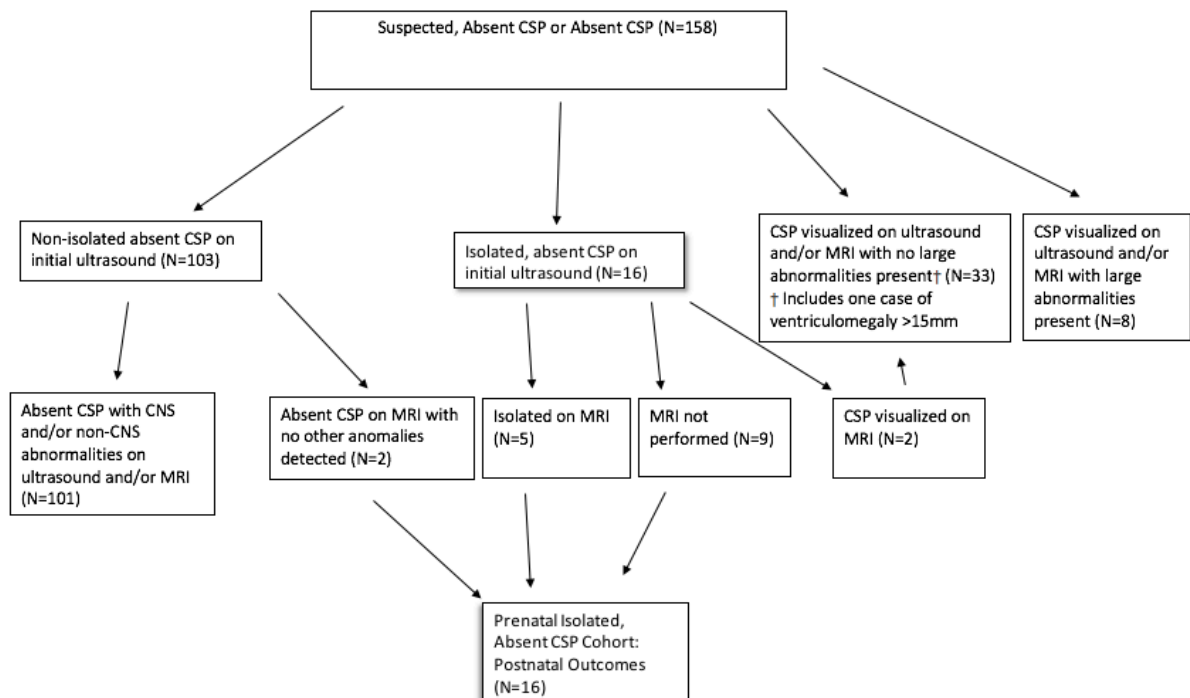 Suspected, Absent CSP or Absent CSP (N=158)
Non-isolated absent CSP on
initial ultrasound (N=103)
Isolated, absent CSP on
initial ultrasound (N=16)
CSP visualized on ultrasound
and/or MRI with no large
abnormalities present† (N=33)
† Includes one case of
ventriculomegaly >15mm
CSP visualized on
ultrasound and/or
MRI with large
abnormalities
present (N=8)
Absent CSP with CNS
and/or non-CNS
abnormalities on
ultrasound and/or MRI
(N=101)
Absent CSP on MRI with
no other anomalies
detected (N=2)
Isolated on MRI
(N=5)
MRI not
performed (N=9)
CSP visualized on
MRI (N=2)
Prenatal Isolated,
Absent CSP Cohort:
Postnatal Outcomes
(N=16)